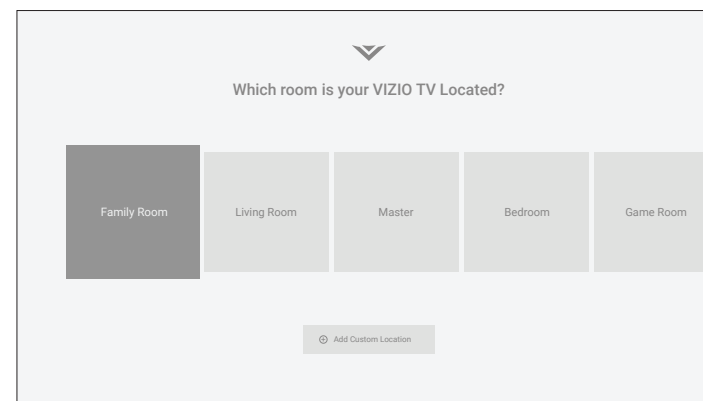 Which room is your VIZIO TV Located?
Family Room
Living Room
Master
Bedroom
Game Room
Add Custom Location